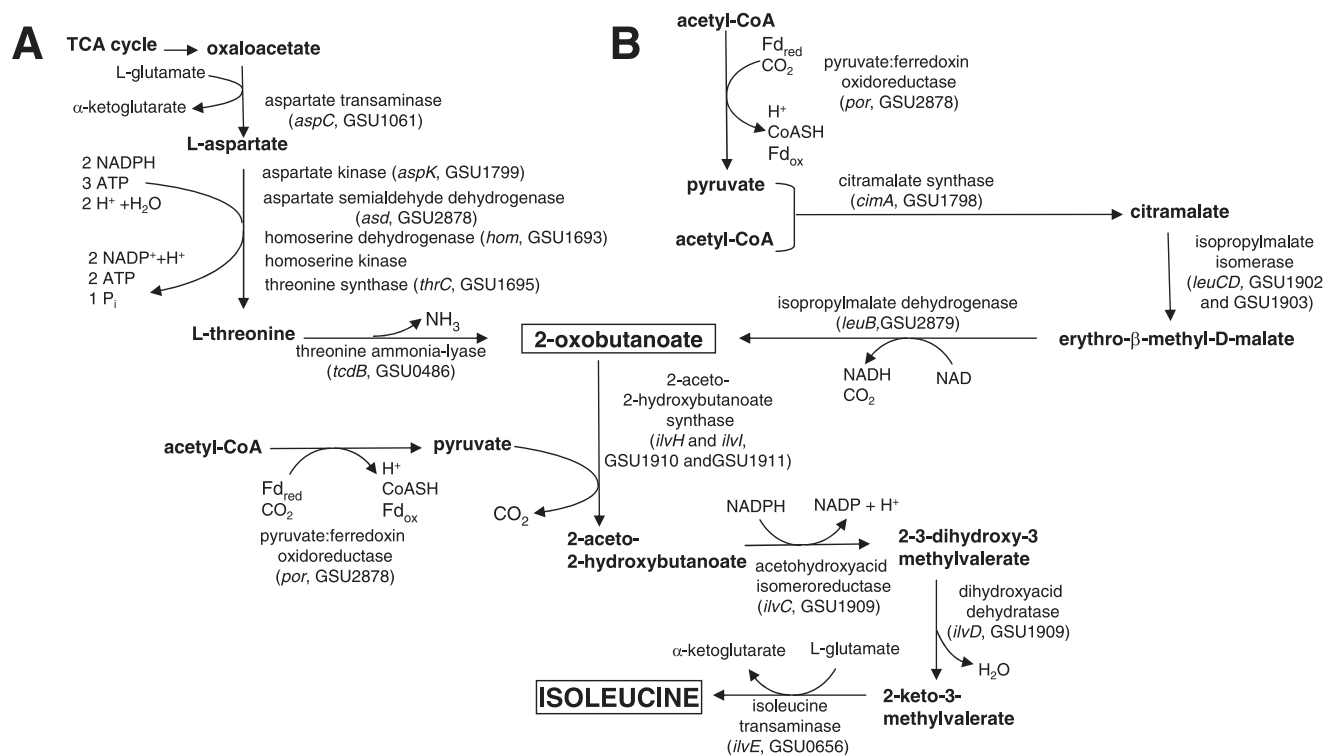 A
TCA cycle
oxaloacetate
L-glutamate
α-ketoglutarate
aspartate transaminase
(aspC, GSU1061)
L-aspartate
2 NADPH
3 ATP
2 H⁺ +H₂O
aspartate kinase (aspK, GSU1799)
aspartate semialdehyde dehydrogenase
(asd, GSU2878)
homoserine dehydrogenase (hom, GSU1693)
homoserine kinase
threonine synthase (thrC, GSU1695)
2 NADP⁺+H⁺
2 ATP
1 Pᵢ
L-threonine
NH₃
threonine ammonia-lyase
(tcdB, GSU0486)
B
acetyl-CoA
Fd_red
CO₂
pyruvate:ferredoxin
oxidoreductase
(por, GSU2878)
H⁺
CoASH
Fd_ox
pyruvate
acetyl-CoA
citramalate synthase
(cimA, GSU1798)
citramalate
isopropylmalate
isomerase
(leuCD, GSU1902
and GSU1903)
erythro-β-methyl-D-malate
isopropylmalate dehydrogenase
(leuB,GSU2879)
NADH
CO₂
NAD
2-oxobutanoate
2-aceto-
2-hydroxybutanoate
synthase
(ilvH and ilvI,
GSU1910 andGSU1911)
acetyl-CoA
pyruvate
Fd_red
CO₂
H⁺
CoASH
Fd_ox
pyruvate:ferredoxin
oxidoreductase
(por, GSU2878)
CO₂
2-aceto-
2-hydroxybutanoate
NADPH
NADP + H⁺
acetohydroxyacid
isomeroreductase
(ilvC, GSU1909)
2-3-dihydroxy-3
methylvalerate
dihydroxyacid
dehydratase
(ilvD, GSU1909)
H₂O
2-keto-3-
methylvalerate
α-ketoglutarate
L-glutamate
isoleucine
transaminase
(ilvE, GSU0656)
ISOLEUCINE